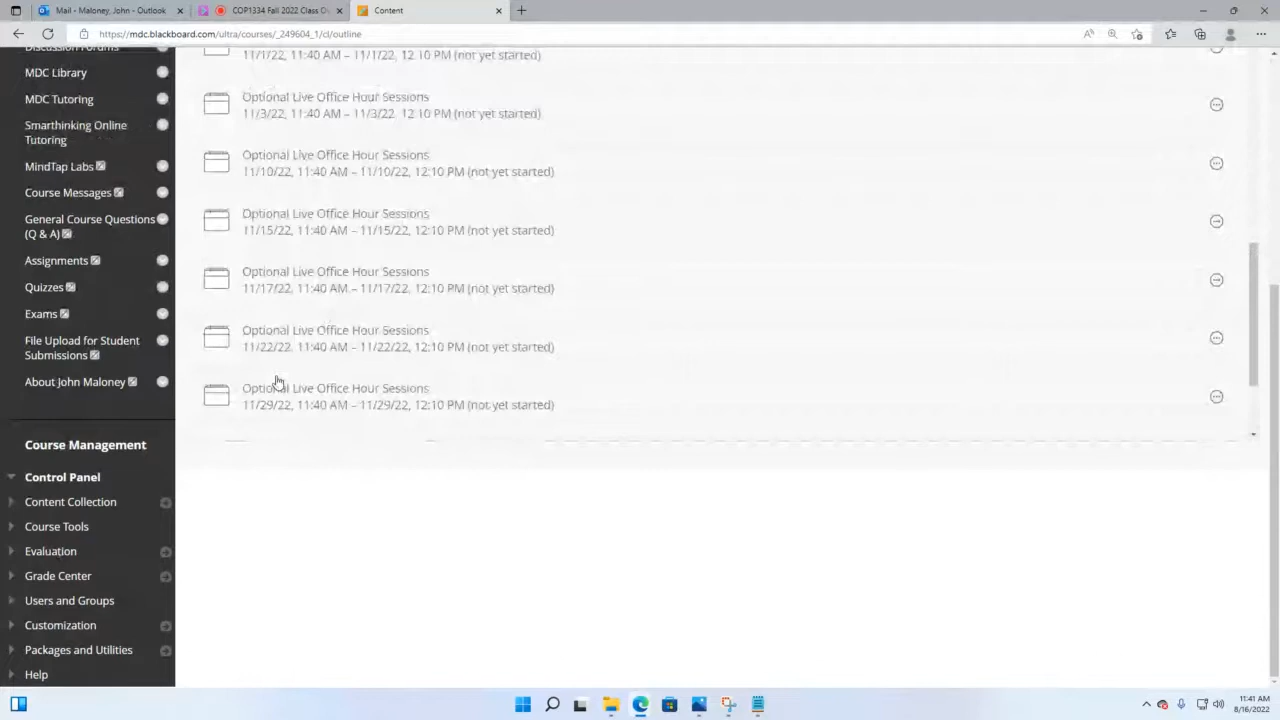 Mail - Maloney, John - Outlook
COP1334 Fall 2022 Class Ov
Content
https://mdc.blackboard.com/ultra/courses/_249604_1/cl/outline
Discussion Forums
MDC Library
MDC Tutoring
Smarthinking Online
Tutoring
MindTap Labs
Course Messages
General Course Questions
(Q & A)
Assignments
Quizzes
Exams
File Upload for Student
Submissions
About John Maloney
Course Management
Control Panel
Content Collection
Course Tools
Evaluation
Grade Center
Users and Groups
Customization
Packages and Utilities
Help
11/1/22, 11:40 AM – 11/1/22, 12:10 PM (not yet started)
Optional Live Office Hour Sessions
11/3/22, 11:40 AM – 11/3/22, 12:10 PM (not yet started)
Optional Live Office Hour Sessions
11/10/22, 11:40 AM – 11/10/22, 12:10 PM (not yet started)
Optional Live Office Hour Sessions
11/15/22, 11:40 AM – 11/15/22, 12:10 PM (not yet started)
Optional Live Office Hour Sessions
11/17/22, 11:40 AM – 11/17/22, 12:10 PM (not yet started)
Optional Live Office Hour Sessions
11/22/22, 11:40 AM – 11/22/22, 12:10 PM (not yet started)
Optional Live Office Hour Sessions
11/29/22, 11:40 AM – 11/29/22, 12:10 PM (not yet started)
11:41 AM
8/16/2022